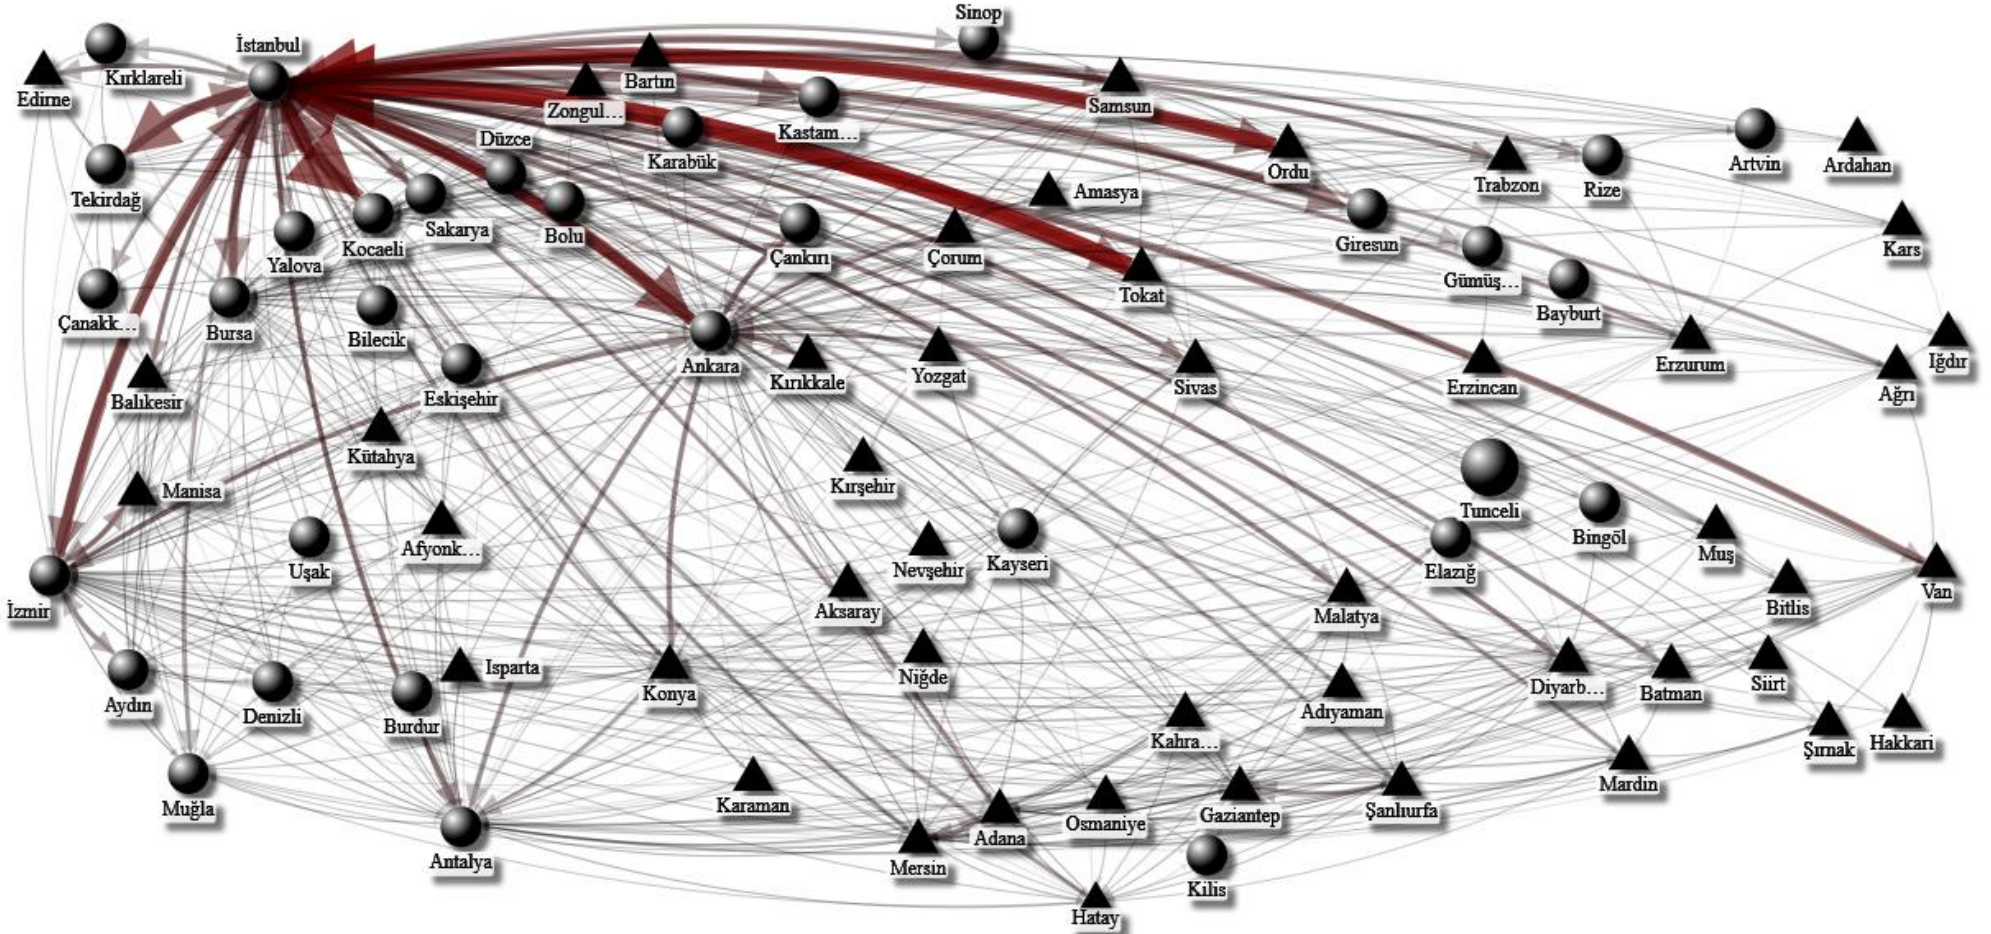 Sinop
İstanbul
Kırklareli
Edirne
Bartın
Zongul...
Samsun
Kastam...
Düzce
Karabük
Ordu
Artvin
Ardahan
Trabzon
Rize
Tekirdağ
Amasya
Sakarya
Bolu
Kocaeli
Yalova
Çankırı
Çorum
Giresun
Kars
Gümüş...
Tokat
Bayburt
Çanakk...
Bursa
Bilecik
Ankara
Kırıkkale
Yozgat
Sivas
Erzincan
Erzurum
Iğdır
Ağrı
Balıkesir
Eskişehir
Kütahya
Manisa
Kırşehir
Tunceli
Bingöl
Muş
Uşak
Afyonk...
Nevşehir
Kayseri
Elazığ
İzmir
Aksaray
Malatya
Bitlis
Van
Isparta
Niğde
Konya
Aydın
Denizli
Burdur
Adıyaman
Diyarb...
Batman
Siirt
Kahra...
Şırnak
Hakkari
Muğla
Karaman
Mardin
Antalya
Mersin
Adana
Osmaniye
Gaziantep
Şanlıurfa
Kilis
Hatay